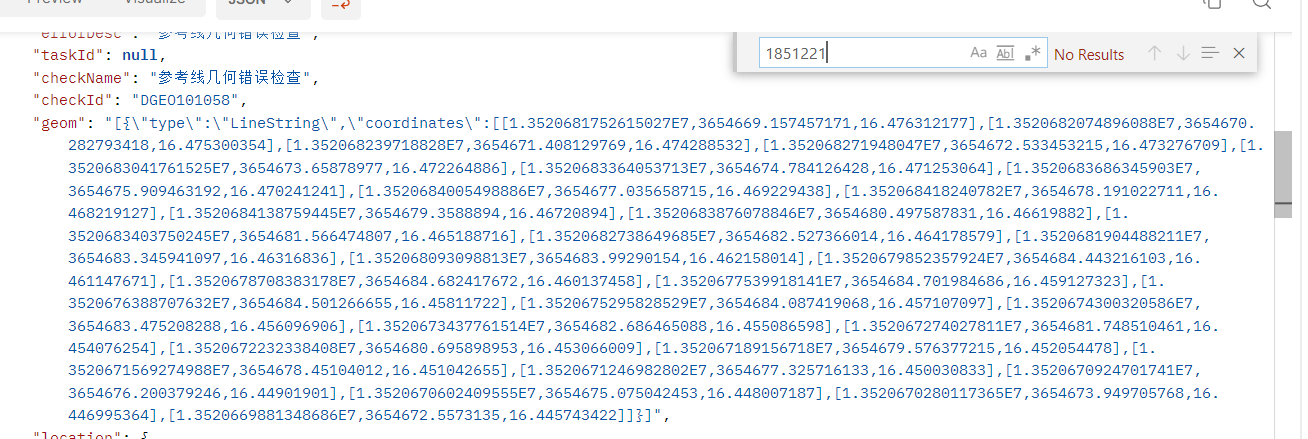 Preview Visualize JSON
"errorDesc": "参考线几何错误检查",
"taskId": null,
1851221 Aa Abl .* No Results
"checkName": "参考线几何错误检查",
"checkId": "DGEO101058",
"geom": "[{\"type\":\"LineString\",\"coordinates\":[[1.3520681752615027E7,3654669.157457171,16.476312177],[1.3520682074896088E7,3654670.
282793418,16.475300354],[1.352068239718828E7,3654671.408129769,16.474288532],[1.352068271948047E7,3654672.533453215,16.473276709],[1.
3520683041761525E7,3654673.65878977,16.472264886],[1.3520683364053713E7,3654674.784126428,16.471253064],[1.3520683686345903E7,
3654675.909463192,16.470241241],[1.3520684005498886E7,3654677.035658715,16.469229438],[1.352068418240782E7,3654678.191022711,16.
468219127],[1.3520684138759445E7,3654679.3588894,16.46720894],[1.3520683876078846E7,3654680.497587831,16.46619882],[1.
3520683403750245E7,3654681.566474807,16.465188716],[1.3520682738649685E7,3654682.527366014,16.464178579],[1.3520681904488211E7,
3654683.345941097,16.46316836],[1.352068093098813E7,3654683.99290154,16.462158014],[1.3520679852357924E7,3654684.443216103,16.
461147671],[1.3520678708383178E7,3654684.682417672,16.460137458],[1.3520677539918141E7,3654684.701984686,16.459127323],[1.
3520676388707632E7,3654684.501266655,16.45811722],[1.3520675295828529E7,3654684.087419068,16.457107097],[1.3520674300320586E7,
3654683.475208288,16.456096906],[1.3520673437761514E7,3654682.686465088,16.455086598],[1.352067274027811E7,3654681.748510461,16.
454076254],[1.3520672232338408E7,3654680.695898953,16.453066009],[1.352067189156718E7,3654679.576377215,16.452054478],[1.
3520671569274988E7,3654678.45104012,16.451042655],[1.3520671246982802E7,3654677.325716133,16.450030833],[1.3520670924701741E7,
3654676.200379246,16.44901901],[1.3520670602409555E7,3654675.075042453,16.448007187],[1.3520670280117365E7,3654673.949705768,16.
446995364],[1.3520669881348686E7,3654672.5573135,16.445743422]]}]",
"location": {